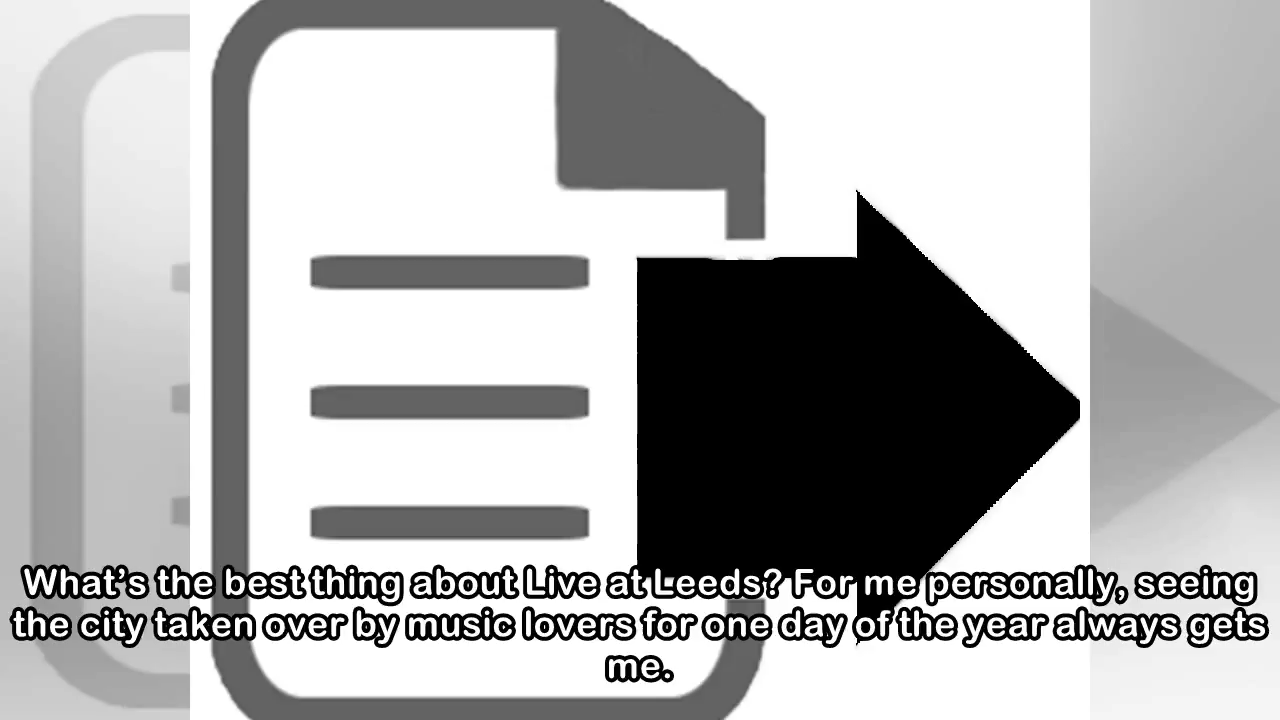 What’s the best thing about Live at Leeds? For me personally, seeing
the city taken over by music lovers for one day of the year always gets
me.